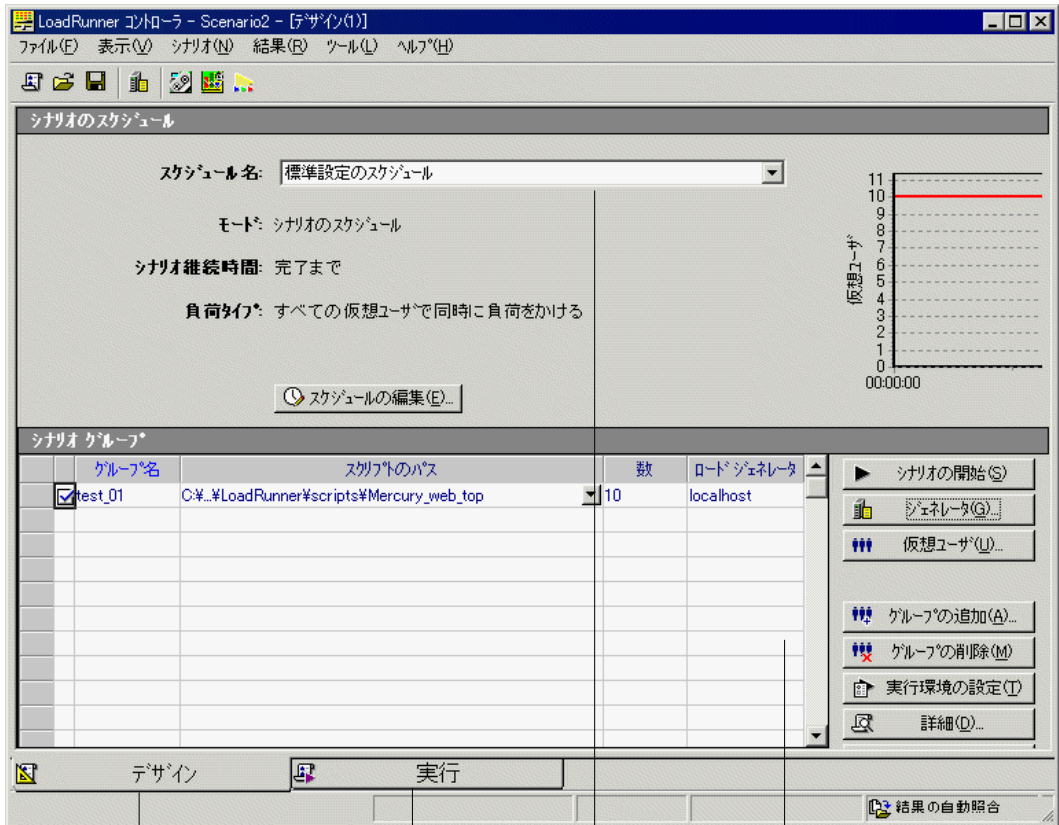 LoadRunner コントローラ - Scenario2 - [デザイン(1)]
ファイル(F) 表示(V) シナリオ(N) 結果(R) ツール(L) ヘルプ(H)
シナリオのスケジュール
スケジュール名: 標準設定のスケジュール
モード: シナリオのスケジュール
シナリオ継続時間: 完了まで
負荷タイプ: すべての仮想ユーザで同時に負荷をかける
スケジュールの編集(E)...
仮想ユーザ
11
10
9
8
7
6
5
4
3
2
1
0
00:00:00
シナリオ グループ
グループ名 スクリプトのパス 数 ロード ジェネレータ
test_01 C:¥...¥LoadRunner¥scripts¥Mercury_web_top 10 localhost
シナリオの開始(S)
ジェネレータ(G)...
仮想ユーザ(U)...
グループの追加(A)...
グループの削除(M)
実行環境の設定(T)
詳細(D)...
デザイン 実行
結果の自動照合